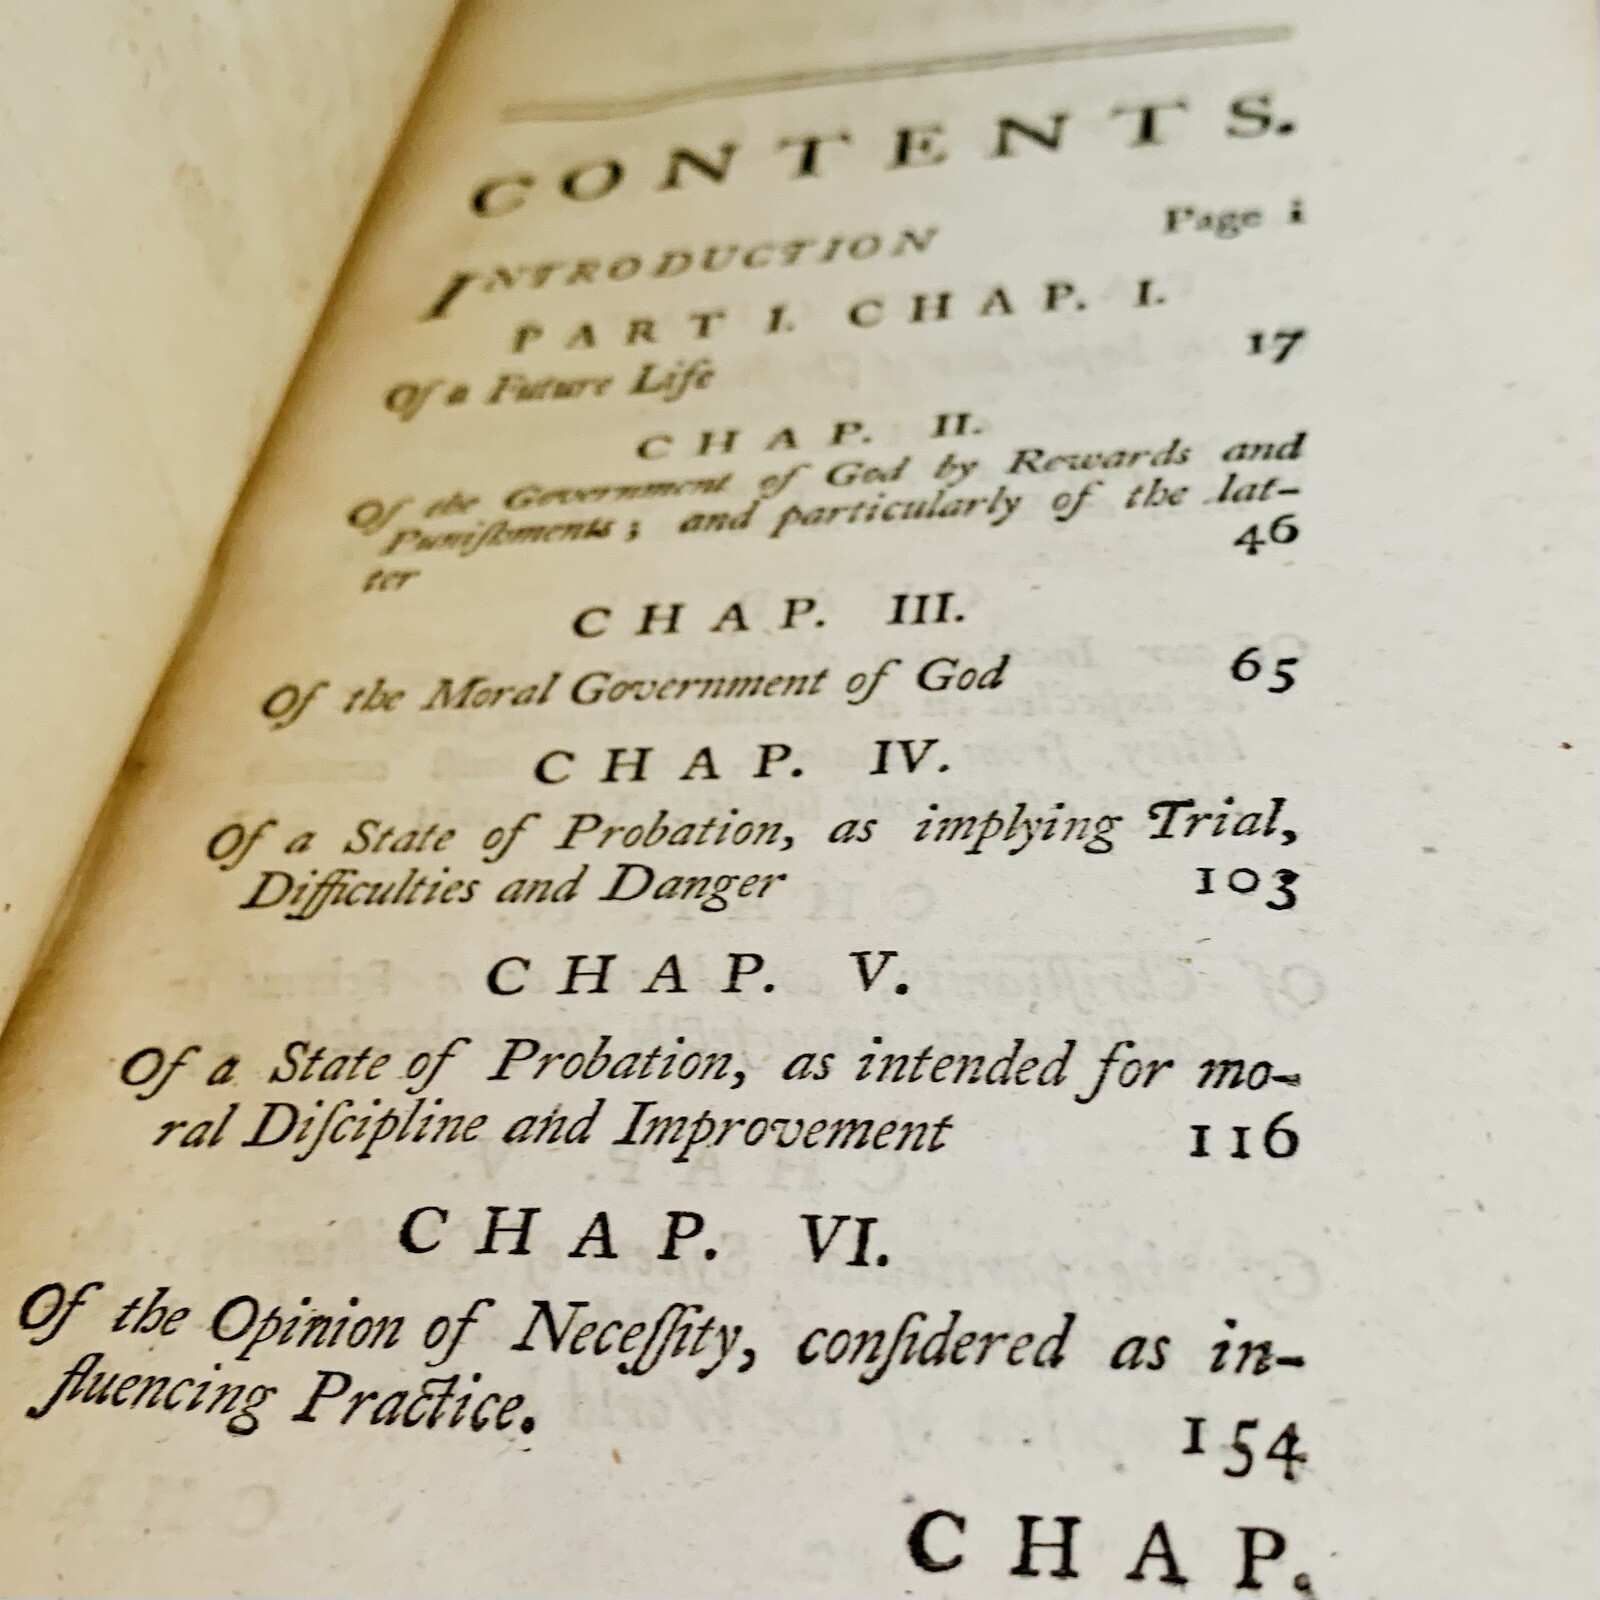 CONTENTS.
INTRODUCTION Page i
PART I. CHAP. I.
Of a Future Life 17
CHAP. II.
Of the Government of God by Rewards and
Puniſhments; and particularly of the lat-
ter 46
CHAP. III.
Of the Moral Government of God 65
CHAP. IV.
Of a State of Probation, as implying Trial,
Difficulties and Danger 103
CHAP. V.
Of a State of Probation, as intended for mo-
ral Diſcipline and Improvement 116
CHAP. VI.
Of the Opinion of Neceſſity, conſidered as in-
fluencing Practice. 154
CHAP.